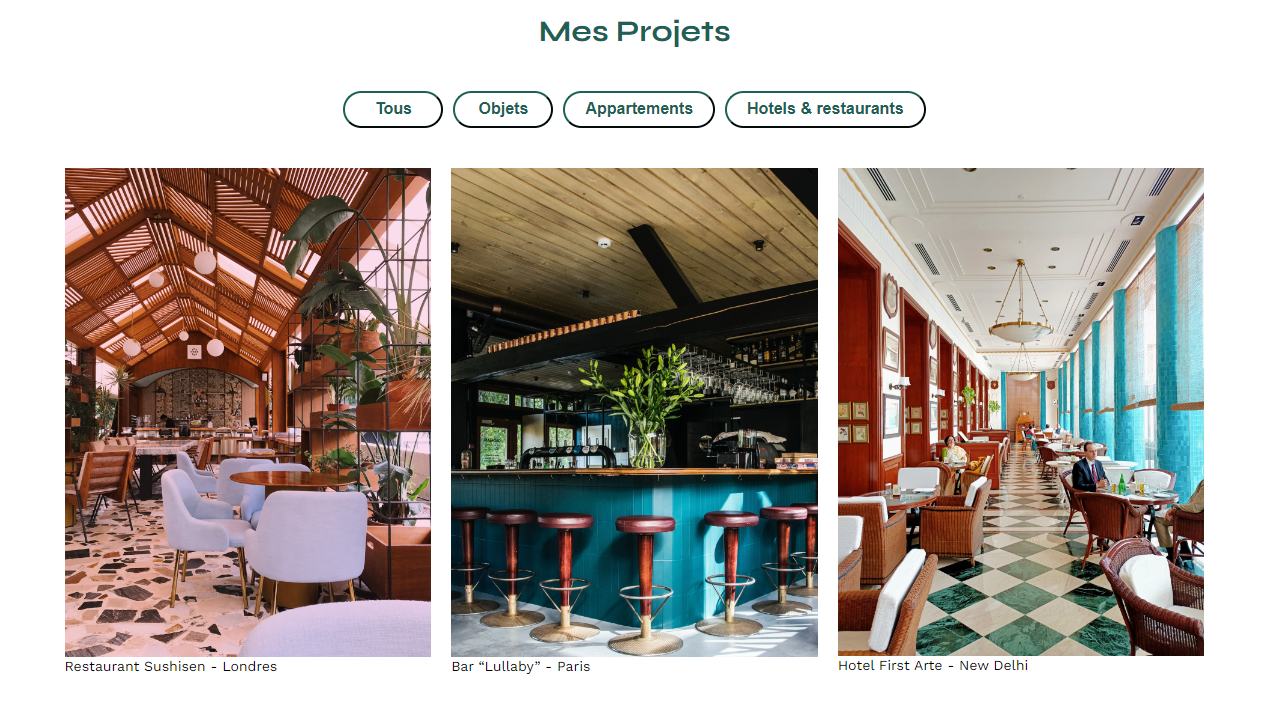 Mes Projets
Tous
Objets
Appartements
Hotels & restaurants
Restaurant Sushisen - Londres
Bar “Lullaby” - Paris
Hotel First Arte - New Delhi